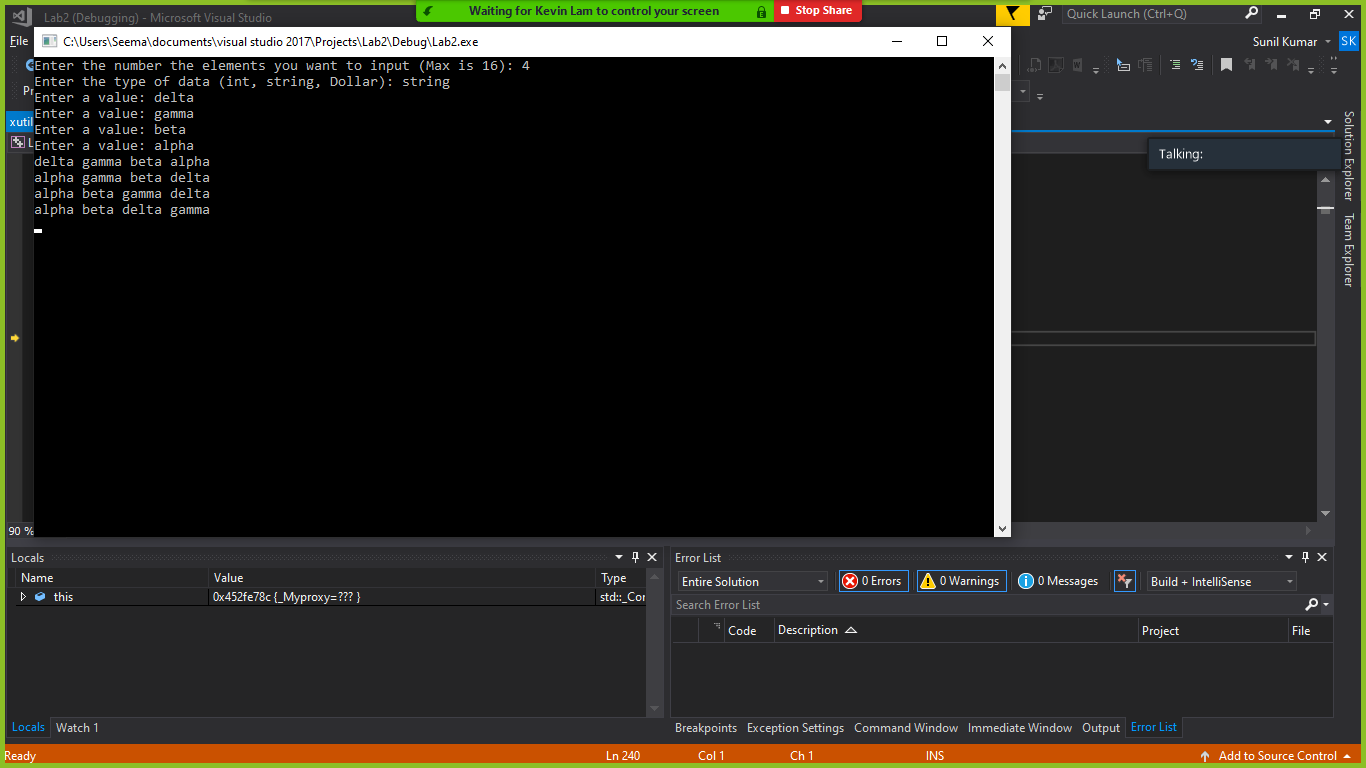 Lab2 (Debugging) - Microsoft Visual Studio
Waiting for Kevin Lam to control your screen
Stop Share
Quick Launch (Ctrl+Q)
File
C:\Users\Seema\documents\visual studio 2017\Projects\Lab2\Debug\Lab2.exe
Sunil Kumar
SK
Enter the number the elements you want to input (Max is 16): 4
Enter the type of data (int, string, Dollar): string
Enter a value: delta
Enter a value: gamma
Enter a value: beta
Enter a value: alpha
delta gamma beta alpha
alpha gamma beta delta
alpha beta gamma delta
alpha beta delta gamma
xutil
Talking:
Solution Explorer
Team Explorer
90 %
Locals
Name Value Type
this 0x452fe78c {_Myproxy=??? } std::_Cor
Locals Watch 1
Error List
Entire Solution 0 Errors 0 Warnings 0 Messages Build + IntelliSense
Search Error List
Code Description Project File
Breakpoints Exception Settings Command Window Immediate Window Output Error List
Ready Ln 240 Col 1 Ch 1 INS Add to Source Control